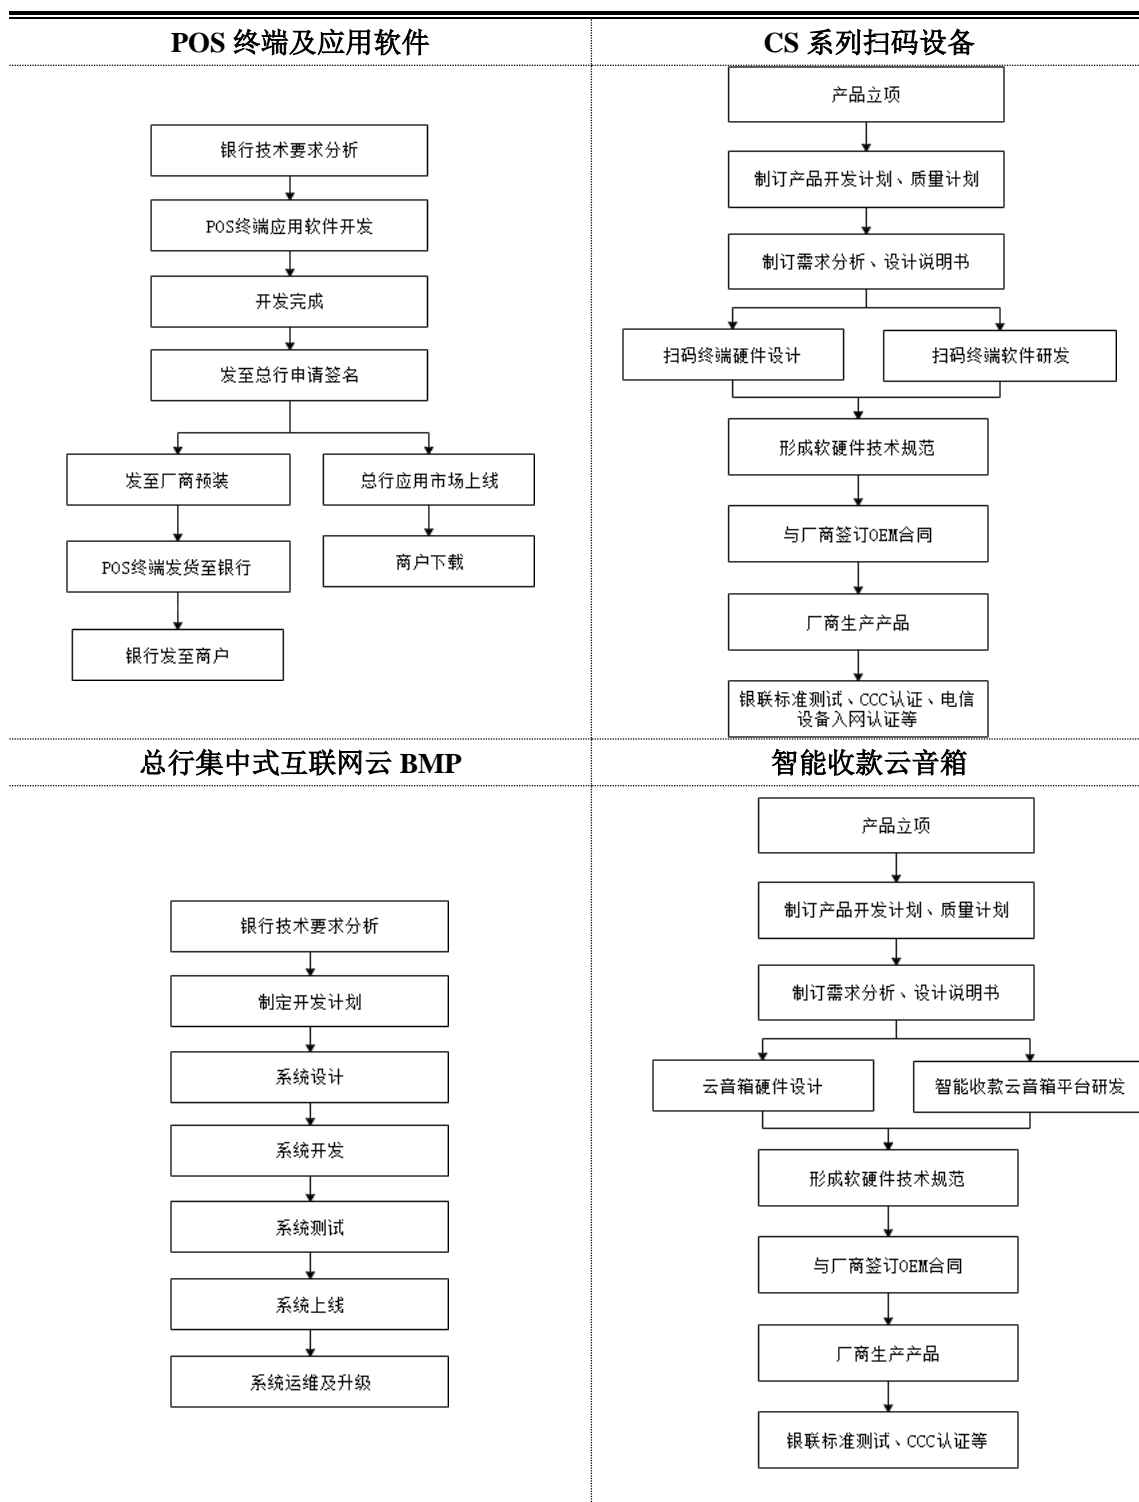 POS 终端及应用软件
银行技术要求分析
POS终端应用软件开发
开发完成
发至总行申请签名
发至厂商预装
总行应用市场上线
POS终端发货至银行
商户下载
银行发至商户
CS 系列扫码设备
产品立项
制订产品开发计划、质量计划
制订需求分析、设计说明书
扫码终端硬件设计
扫码终端软件研发
形成软硬件技术规范
与厂商签订OEM合同
厂商生产产品
银联标准测试、CCC认证、电信
设备入网认证等
总行集中式互联网云 BMP
银行技术要求分析
制定开发计划
系统设计
系统开发
系统测试
系统上线
系统运维及升级
智能收款云音箱
产品立项
制订产品开发计划、质量计划
制订需求分析、设计说明书
云音箱硬件设计
智能收款云音箱平台研发
形成软硬件技术规范
与厂商签订OEM合同
厂商生产产品
银联标准测试、CCC认证等